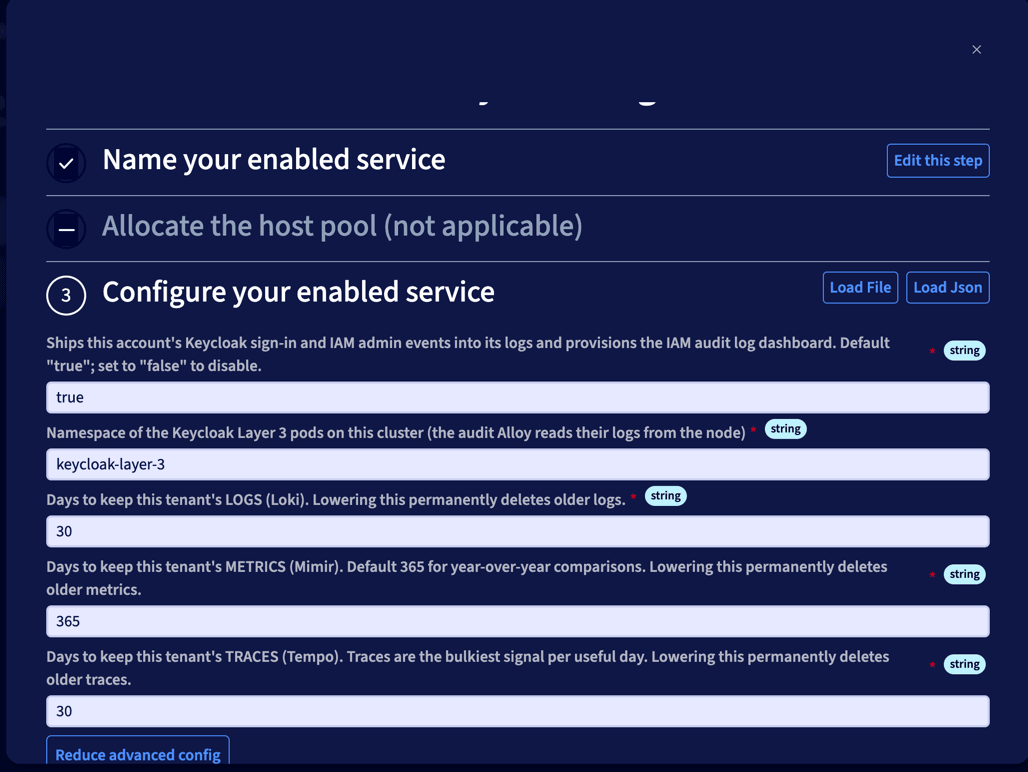 Name your enabled service
Edit this step
Allocate the host pool (not applicable)
3
Configure your enabled service
Load File
Load Json
Ships this account's Keycloak sign-in and IAM admin events into its logs and provisions the IAM audit log dashboard. Default
"true"; set to "false" to disable.
* string
true
Namespace of the Keycloak Layer 3 pods on this cluster (the audit Alloy reads their logs from the node) * string
keycloak-layer-3
Days to keep this tenant's LOGS (Loki). Lowering this permanently deletes older logs. * string
30
Days to keep this tenant's METRICS (Mimir). Default 365 for year-over-year comparisons. Lowering this permanently deletes
older metrics.
* string
365
Days to keep this tenant's TRACES (Tempo). Traces are the bulkiest signal per useful day. Lowering this permanently deletes
older traces.
* string
30
Reduce advanced config